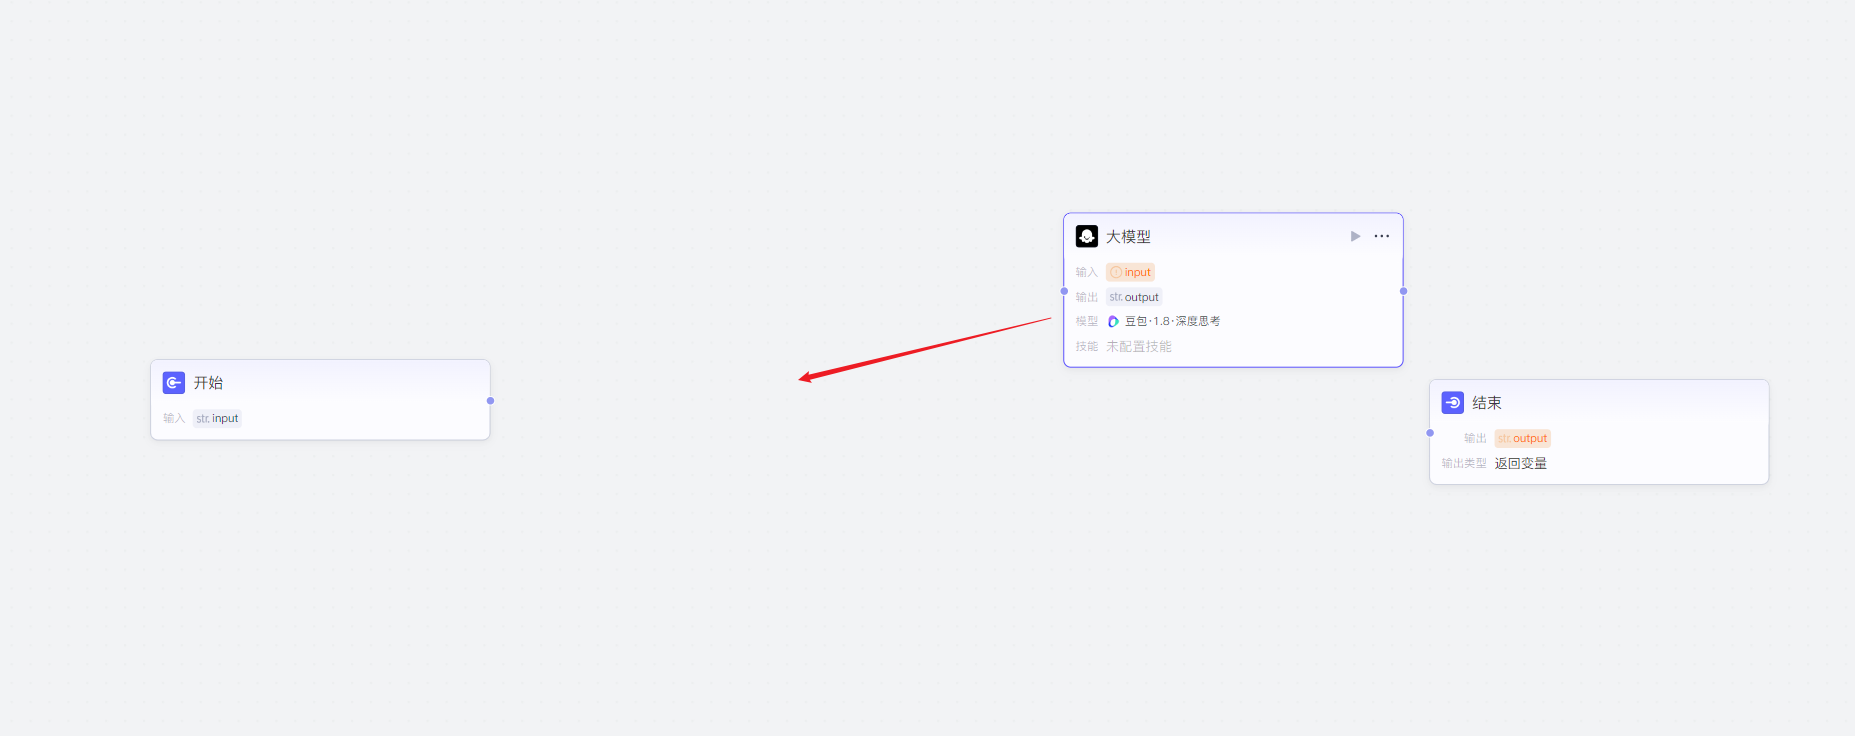 大模型
输入 input
输出 str. output
模型 豆包·1.8·深度思考
技能 未配置技能
开始
输入 str. input
结束
输出 str. output
输出类型 返回变量